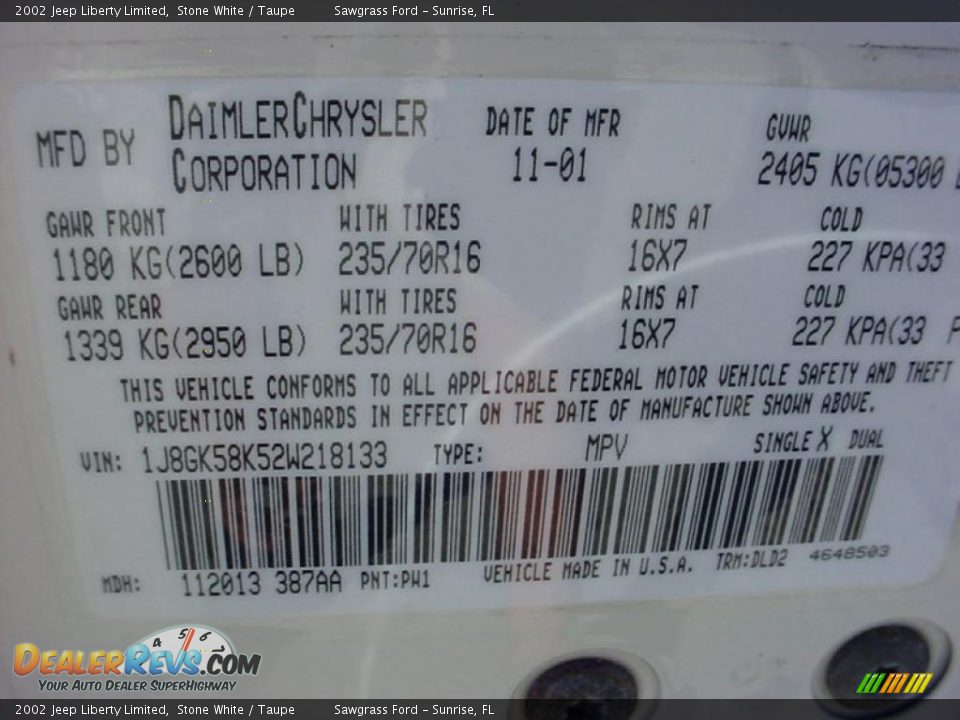 2002 Jeep Liberty Limited, Stone White / Taupe Sawgrass Ford - Sunrise, FL
MFD BY DAIMLERCHRYSLER CORPORATION DATE OF MFR 11-01 GVWR 2405 KG(05300
GAWR FRONT WITH TIRES RIMS AT COLD
1180 KG(2600 LB) 235/70R16 16X7 227 KPA(33
GAWR REAR WITH TIRES RIMS AT COLD
1339 KG(2950 LB) 235/70R16 16X7 227 KPA(33 P
THIS VEHICLE CONFORMS TO ALL APPLICABLE FEDERAL MOTOR VEHICLE SAFETY AND THEFT
PREVENTION STANDARDS IN EFFECT ON THE DATE OF MANUFACTURE SHOWN ABOVE.
VIN: 1J8GK58K52W218133 TYPE: MPV SINGLE X DUAL
MDH: 112013 387AA PNT:PW1 VEHICLE MADE IN U.S.A. TRM:DLD2 4648503
4 5 6 7
DEALERREVS.COM
YOUR AUTO DEALER SUPERHIGHWAY
2002 Jeep Liberty Limited, Stone White / Taupe Sawgrass Ford - Sunrise, FL